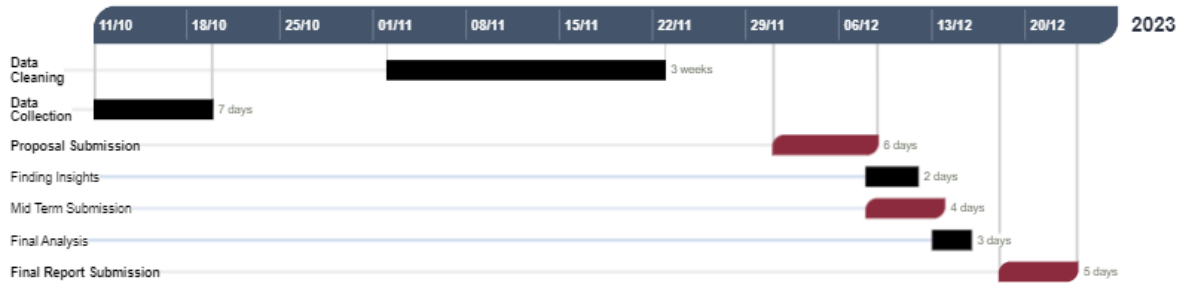 11/10 18/10 25/10 01/11 08/11 15/11 22/11 29/11 06/12 13/12 20/12 2023
Data
Cleaning
3 weeks
Data
Collection
7 days
Proposal Submission 6 days
Finding Insights 2 days
Mid Term Submission 4 days
Final Analysis 3 days
Final Report Submission 5 days